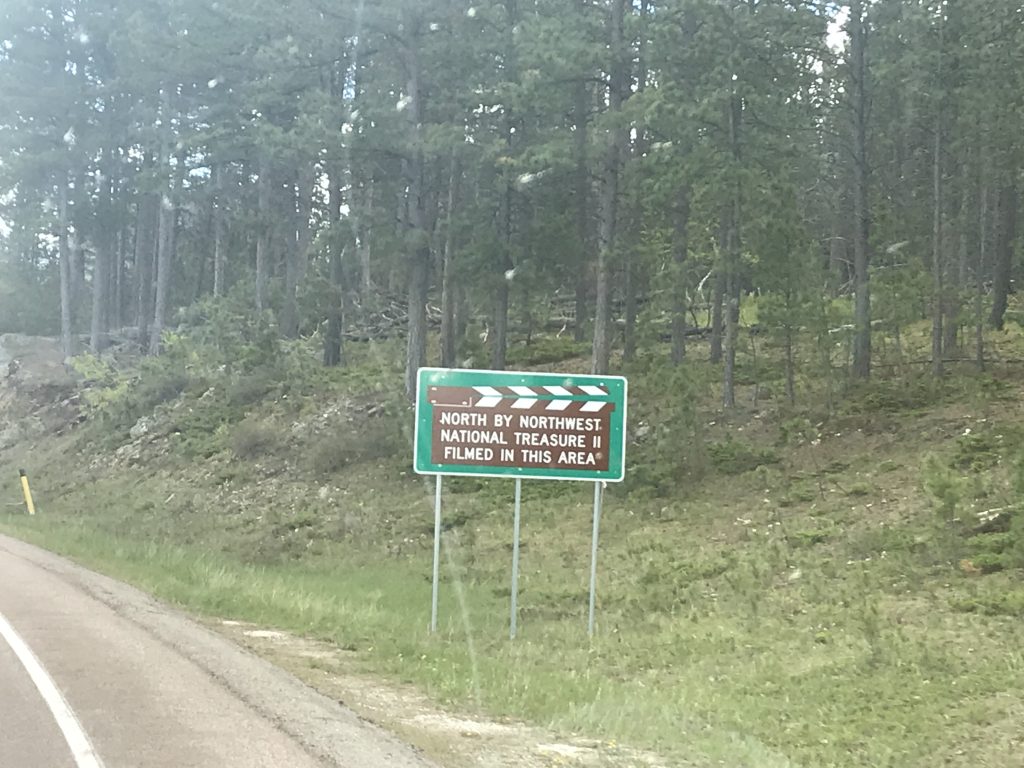 NORTH BY NORTHWEST
NATIONAL TREASURE II
FILMED IN THIS AREA